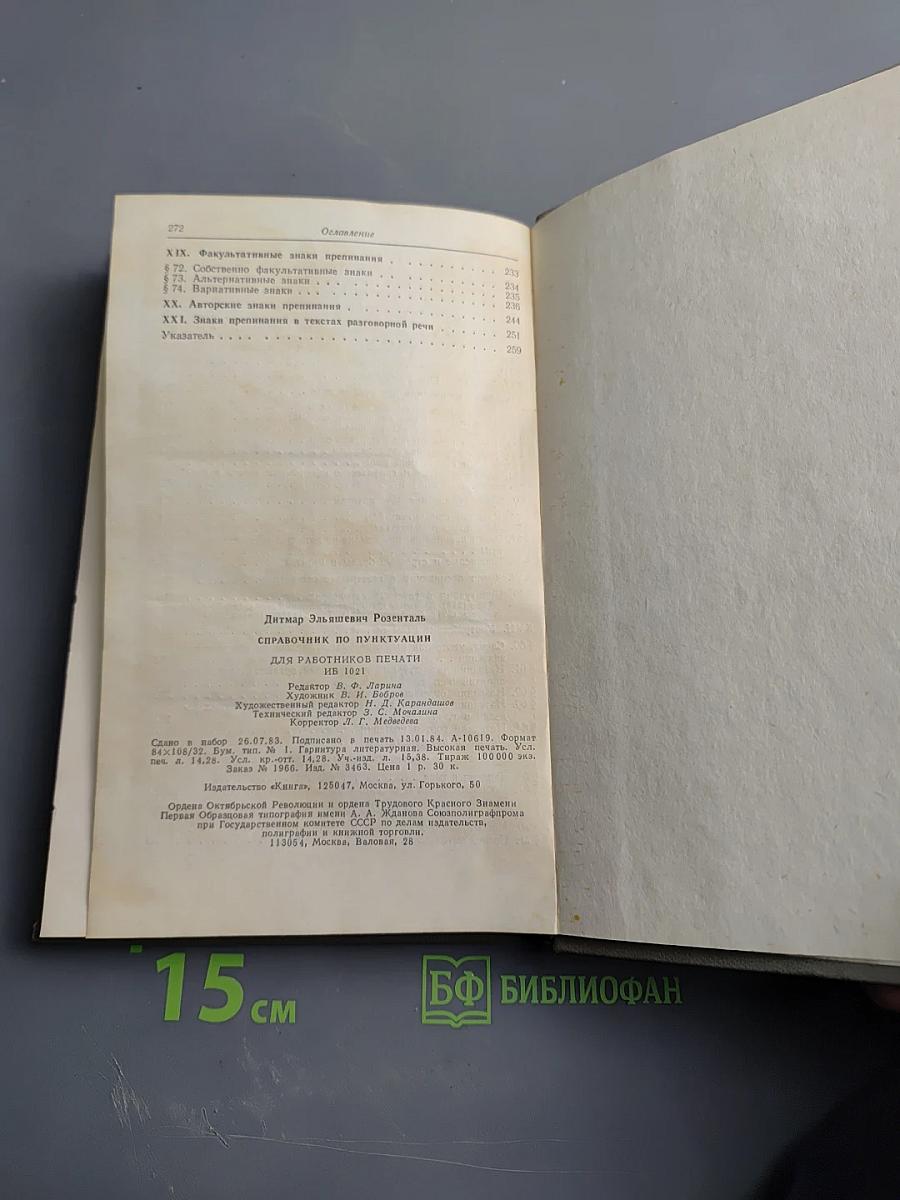 272 Оглавление
XIX. Факультативные знаки препинания . . . . . . . . 233
§ 72. Собственно факультативные знаки . . . . . . . . 234
§ 73. Альтернативные знаки . . . . . . . . 235
§ 74. Вариативные знаки . . . . . . . . 236
XX. Авторские знаки препинания . . . . . . . . 244
XXI. Знаки препинания в текстах разговорной речи . . . . . . 251
Указатель . . . . . . . . 259
Дитмар Эльяшевич Розенталь
СПРАВОЧНИК ПО ПУНКТУАЦИИ
ДЛЯ РАБОТНИКОВ ПЕЧАТИ
ИБ 1021
Редактор В. Ф. Ларина
Художник В. И. Бобров
Художественный редактор Н. Д. Карандашов
Технический редактор З. С. Мочалина
Корректор Л. Г. Медведева
Сдано в набор 26.07.83. Подписано в печать 13.01.84. А-10619. Формат
84×108/32. Бум. тип. № 1. Гарнитура литературная. Высокая печать. Усл.
печ. л. 14,28. Усл. кр.-отт. 14,28. Уч.-изд. л. 15,38. Тираж 100 000 экз.
Заказ № 1966. Изд. № 3463. Цена 1 р. 30 к.
Издательство «Книга», 125047, Москва, ул. Горького, 50
Ордена Октябрьской Революции и ордена Трудового Красного Знамени
Первая Образцовая типография имени А. А. Жданова Союзполиграфпрома
при Государственном комитете СССР по делам издательств,
полиграфии и книжной торговли.
113054, Москва, Валовая, 28
15 см
БФ БИБЛИОФАН